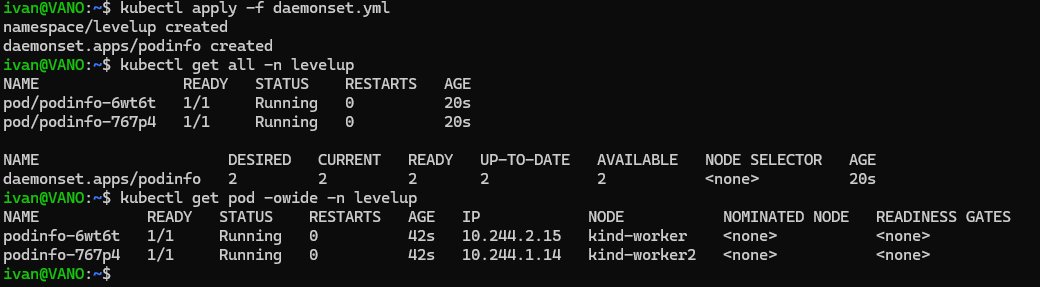 ivan@VANO:~$ kubectl apply -f daemonset.yml
namespace/levelup created
daemonset.apps/podinfo created
ivan@VANO:~$ kubectl get all -n levelup
NAME                READY   STATUS    RESTARTS   AGE
pod/podinfo-6wt6t   1/1     Running   0          20s
pod/podinfo-767p4   1/1     Running   0          20s

NAME                     DESIRED   CURRENT   READY   UP-TO-DATE   AVAILABLE   NODE SELECTOR   AGE
daemonset.apps/podinfo   2         2         2       2            2           <none>          20s
ivan@VANO:~$ kubectl get pod -owide -n levelup
NAME            READY   STATUS    RESTARTS   AGE   IP            NODE           NOMINATED NODE   READINESS GATES
podinfo-6wt6t   1/1     Running   0          42s   10.244.2.15   kind-worker    <none>           <none>
podinfo-767p4   1/1     Running   0          42s   10.244.1.14   kind-worker2   <none>           <none>
ivan@VANO:~$